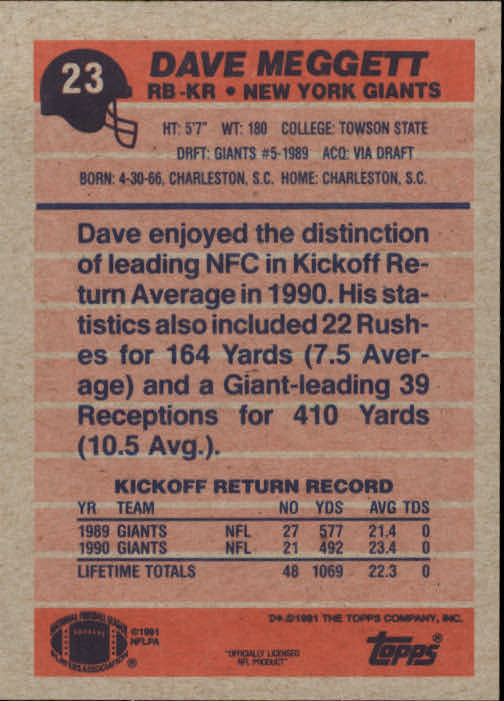 23
DAVE MEGGETT
RB-KR • NEW YORK GIANTS
HT: 5'7" WT: 180 COLLEGE: TOWSON STATE
DRFT: GIANTS #5-1989 ACQ: VIA DRAFT
BORN: 4-30-66, CHARLESTON, S.C. HOME: CHARLESTON, S.C.
Dave enjoyed the distinction
of leading NFC in Kickoff Re-
turn Average in 1990. His sta-
tistics also included 22 Rush-
es for 164 Yards (7.5 Aver-
age) and a Giant-leading 39
Receptions for 410 Yards
(10.5 Avg.).
KICKOFF RETURN RECORD
YR TEAM NO YDS AVG TDS
1989 GIANTS NFL 27 577 21.4 0
1990 GIANTS NFL 21 492 23.4 0
LIFETIME TOTALS 48 1069 22.3 0
NATIONAL FOOTBALL LEAGUE
PLAYERS ASSOCIATION ®
©1991
NFLPA
"OFFICIALLY LICENSED
NFL PRODUCT"
D*©1991 THE TOPPS COMPANY, INC.
topps®